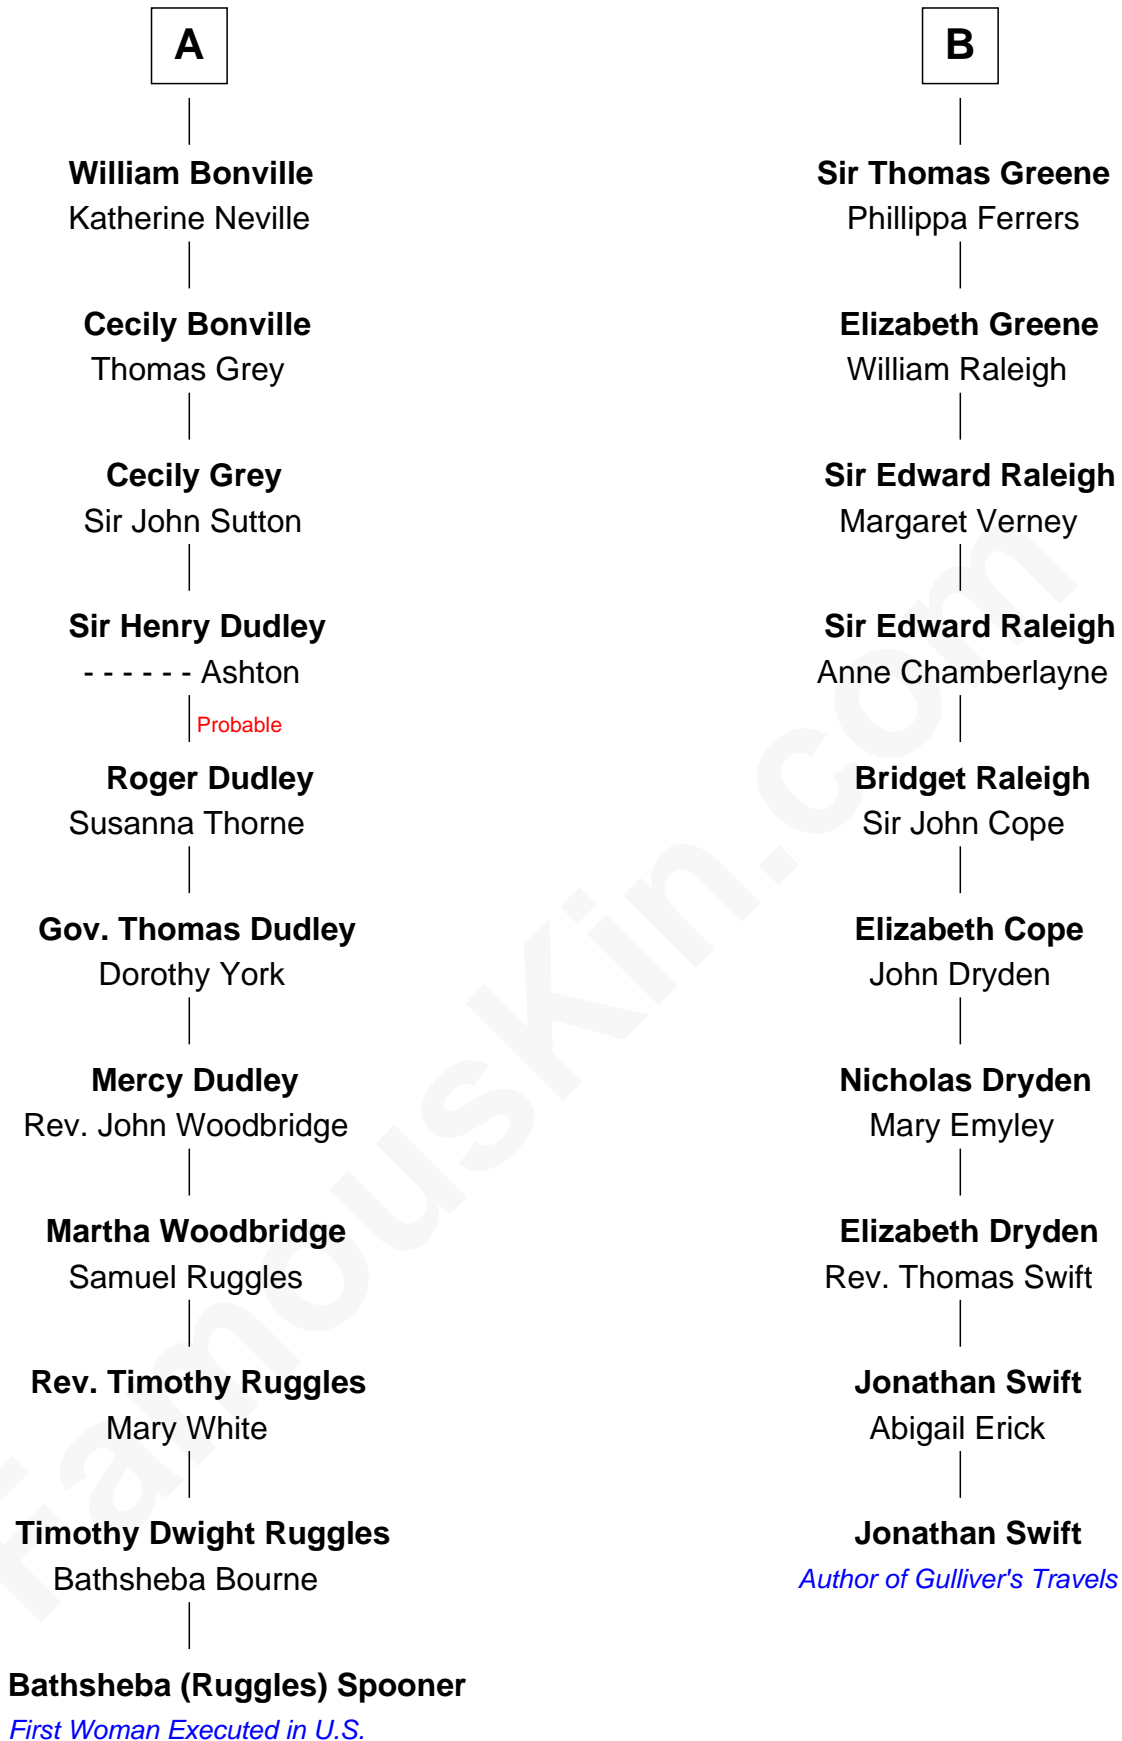 A
William Bonville
Katherine Neville
Cecily Bonville
Thomas Grey
Cecily Grey
Sir John Sutton
Sir Henry Dudley
- - - - - - Ashton
Probable
Roger Dudley
Susanna Thorne
Gov. Thomas Dudley
Dorothy York
Mercy Dudley
Rev. John Woodbridge
Martha Woodbridge
Samuel Ruggles
Rev. Timothy Ruggles
Mary White
Timothy Dwight Ruggles
Bathsheba Bourne
Bathsheba (Ruggles) Spooner
First Woman Executed in U.S.
B
Sir Thomas Greene
Phillippa Ferrers
Elizabeth Greene
William Raleigh
Sir Edward Raleigh
Margaret Verney
Sir Edward Raleigh
Anne Chamberlayne
Bridget Raleigh
Sir John Cope
Elizabeth Cope
John Dryden
Nicholas Dryden
Mary Emyley
Elizabeth Dryden
Rev. Thomas Swift
Jonathan Swift
Abigail Erick
Jonathan Swift
Author of Gulliver's Travels
FamousKin.com